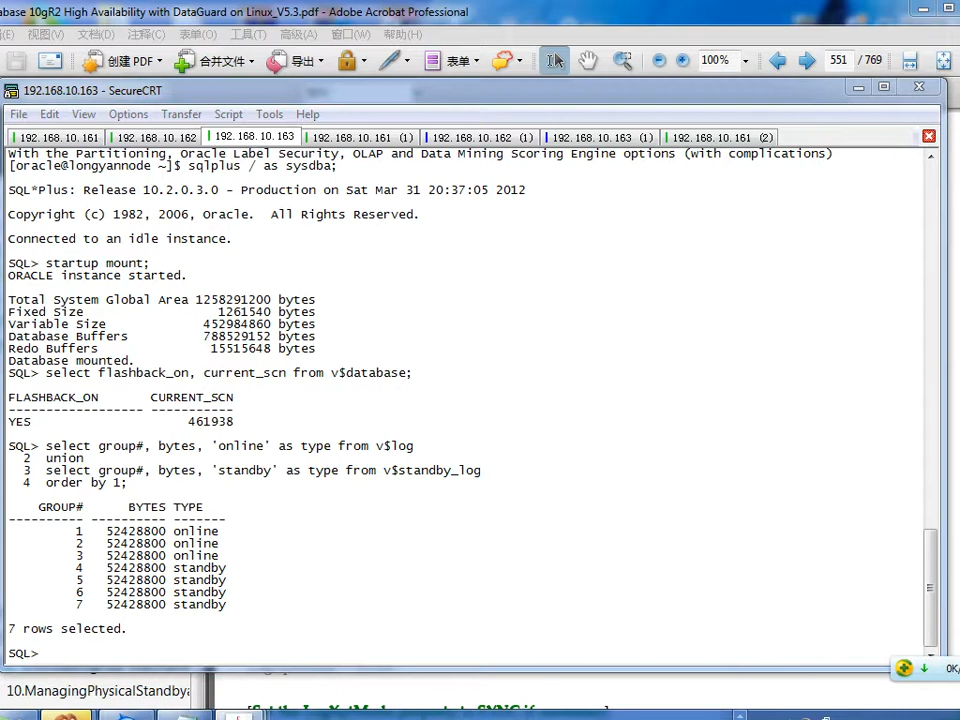 abase 10gR2 High Availability with DataGuard on Linux_V5.3.pdf - Adobe Acrobat Professional
(E) 视图(V) 文档(D) 注释(C) 表单(O) 工具(T) 高级(A) 窗口(W) 帮助(H)
创建 PDF 合并文件 导出 表单 100% 551 / 769
192.168.10.163 - SecureCRT
File Edit View Options Transfer Script Tools Help
192.168.10.161 192.168.10.162 192.168.10.163 192.168.10.161 (1) 192.168.10.162 (1) 192.168.10.163 (1) 192.168.10.161 (2)
With the Partitioning, Oracle Label Security, OLAP and Data Mining Scoring Engine options (with complications)
[oracle@longyannode ~]$ sqlplus / as sysdba;
SQL*Plus: Release 10.2.0.3.0 - Production on Sat Mar 31 20:37:05 2012
Copyright (c) 1982, 2006, Oracle.  All Rights Reserved.
Connected to an idle instance.
SQL> startup mount;
ORACLE instance started.
Total System Global Area 1258291200 bytes
Fixed Size 1261540 bytes
Variable Size 452984860 bytes
Database Buffers 788529152 bytes
Redo Buffers 15515648 bytes
Database mounted.
SQL> select flashback_on, current_scn from v$database;
FLASHBACK_ON CURRENT_SCN
------------------ -----------
YES 461938
SQL> select group#, bytes, 'online' as type from v$log
2 union
3 select group#, bytes, 'standby' as type from v$standby_log
4 order by 1;
GROUP# BYTES TYPE
---------- ---------- -------
1 52428800 online
2 52428800 online
3 52428800 online
4 52428800 standby
5 52428800 standby
6 52428800 standby
7 52428800 standby
7 rows selected.
SQL>
0K/
10.ManagingPhysicalStandby